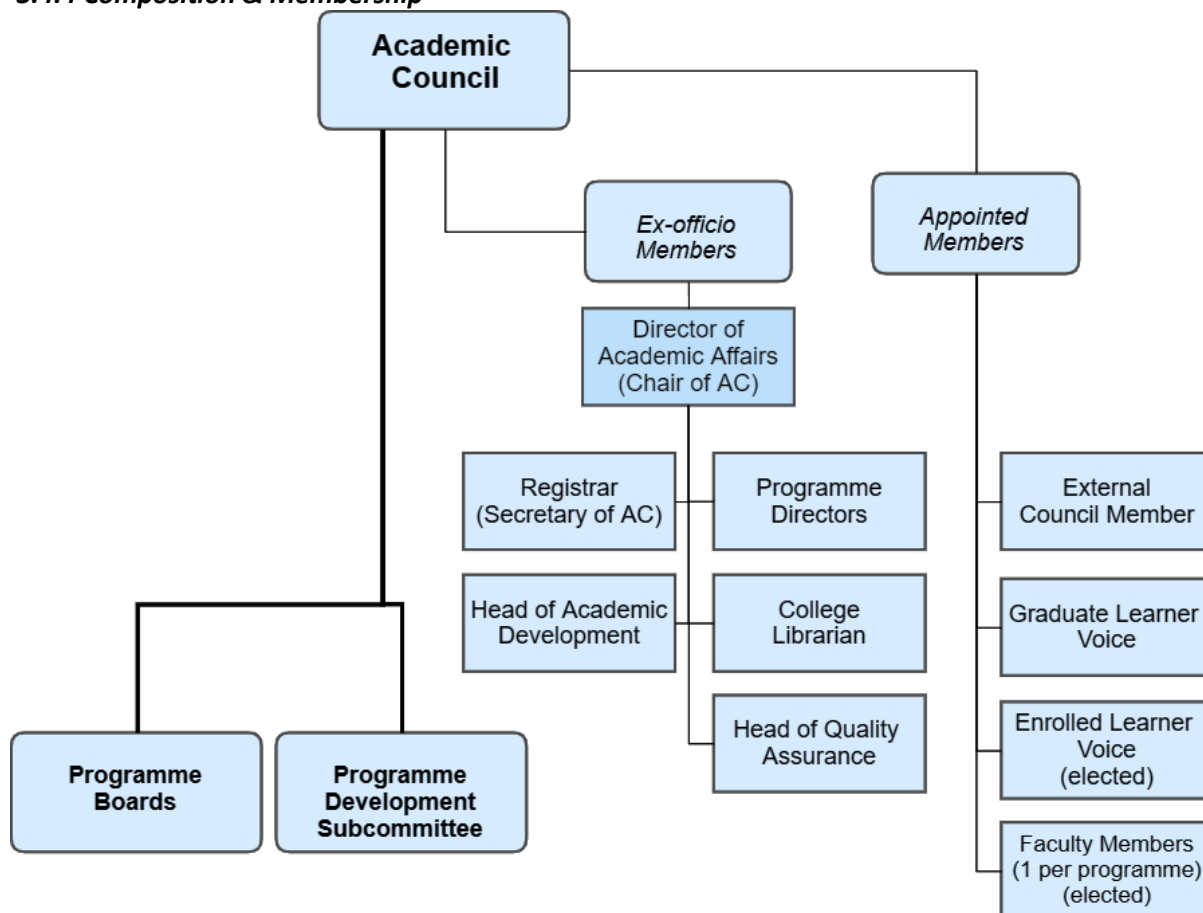 Composition & Membership
Academic
Council
Ex-officio
Members
Appointed
Members
Director of
Academic Affairs
(Chair of AC)
Registrar
(Secretary of AC)
Programme
Directors
External
Council Member
Head of Academic
Development
College
Librarian
Graduate Learner
Voice
Head of Quality
Assurance
Enrolled Learner
Voice
(elected)
Programme
Boards
Programme
Development
Subcommittee
Faculty Members
(1 per programme)
(elected)